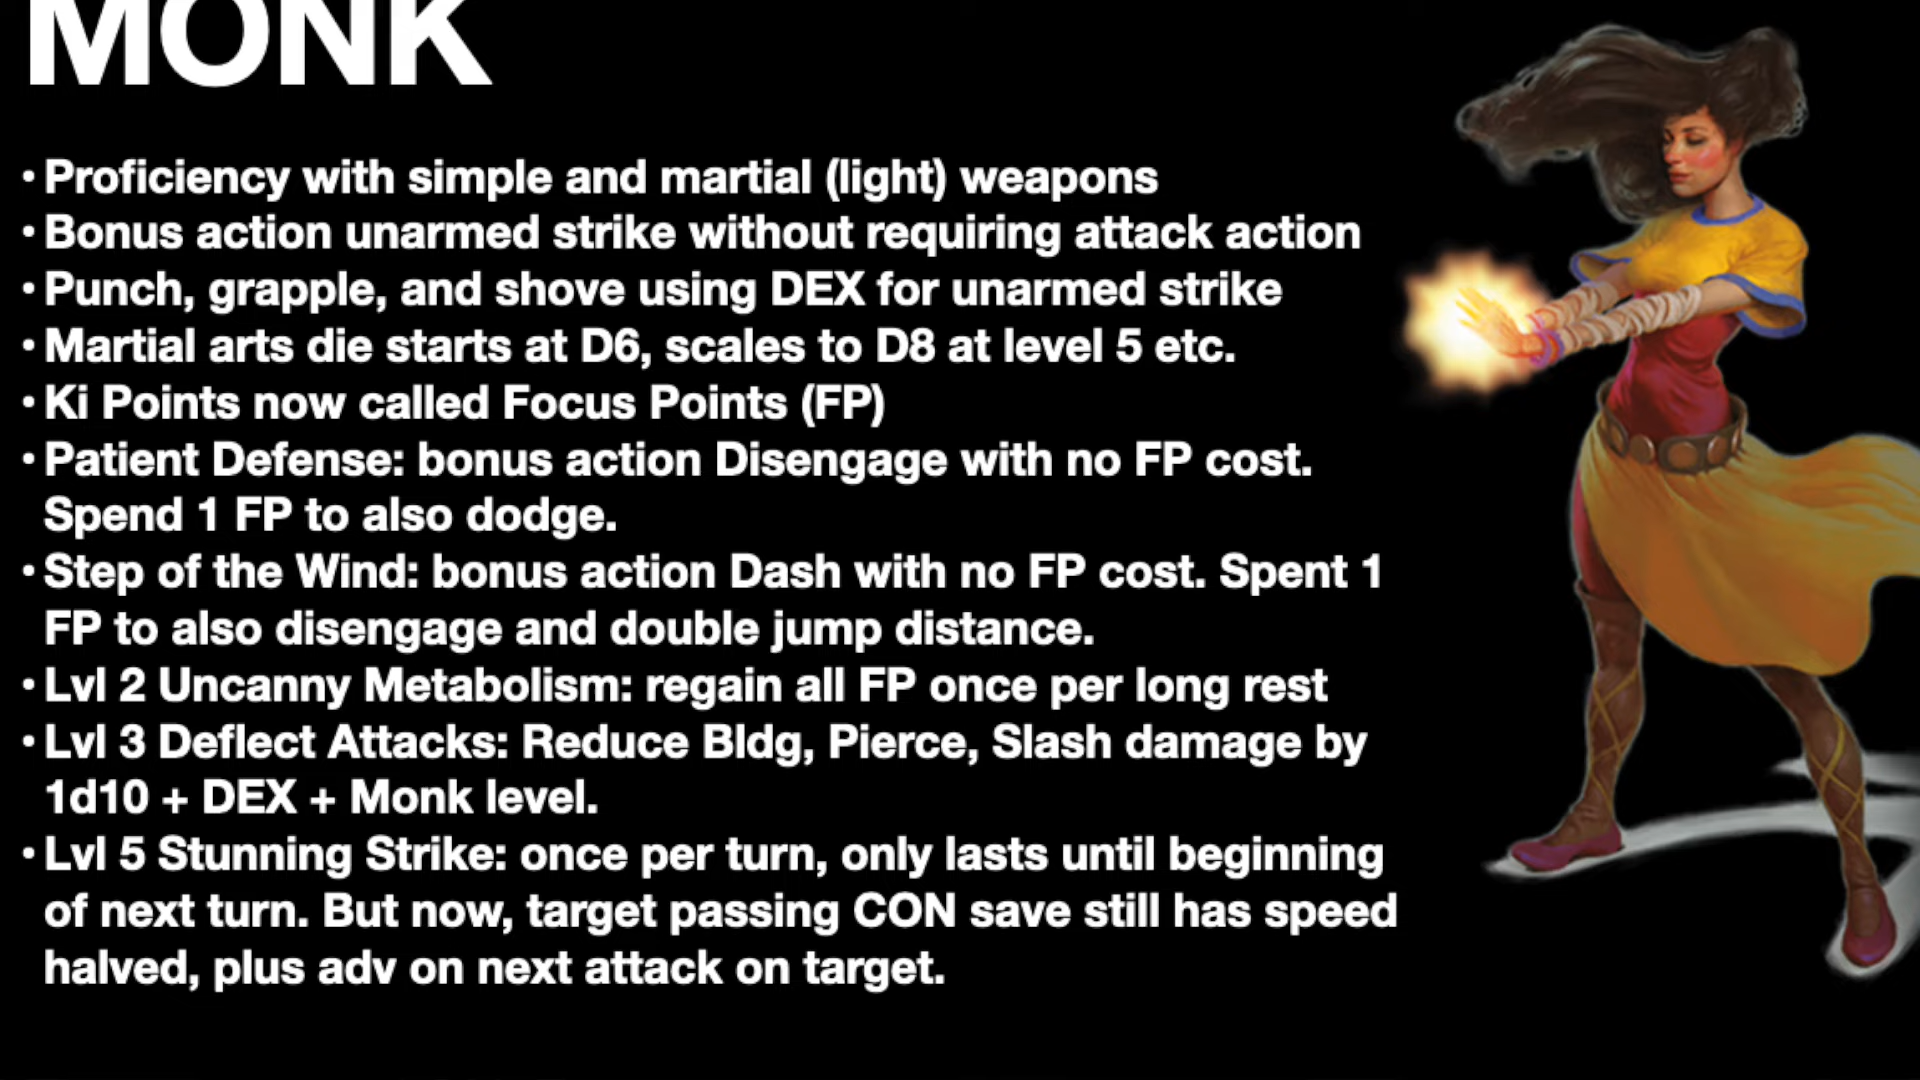 MONK
• Proficiency with simple and martial (light) weapons
• Bonus action unarmed strike without requiring attack action
• Punch, grapple, and shove using DEX for unarmed strike
• Martial arts die starts at D6, scales to D8 at level 5 etc.
• Ki Points now called Focus Points (FP)
• Patient Defense: bonus action Disengage with no FP cost.
Spend 1 FP to also dodge.
• Step of the Wind: bonus action Dash with no FP cost. Spent 1
FP to also disengage and double jump distance.
• Lvl 2 Uncanny Metabolism: regain all FP once per long rest
• Lvl 3 Deflect Attacks: Reduce Bldg, Pierce, Slash damage by
1d10 + DEX + Monk level.
• Lvl 5 Stunning Strike: once per turn, only lasts until beginning
of next turn. But now, target passing CON save still has speed
halved, plus adv on next attack on target.